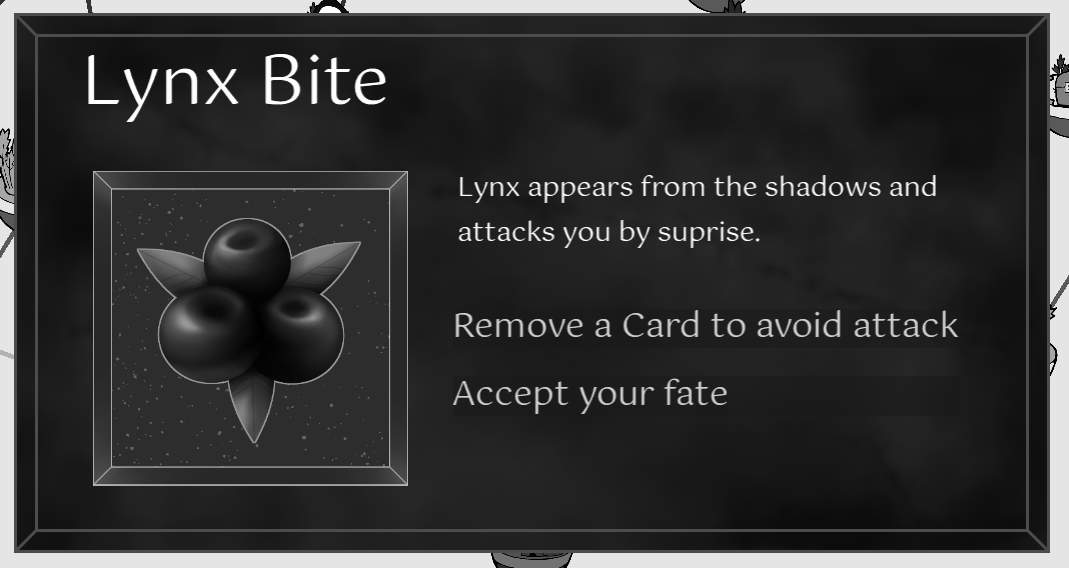 Lynx Bite
Lynx appears from the shadows and
attacks you by suprise.
Remove a Card to avoid attack
Accept your fate